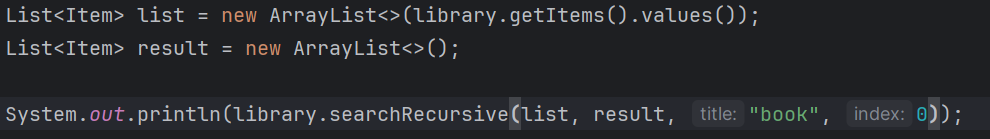 List<Item> list = new ArrayList<>(library.getItems().values());
List<Item> result = new ArrayList<>();
System.out.println(library.searchRecursive(list, result, title: "book", index: 0));